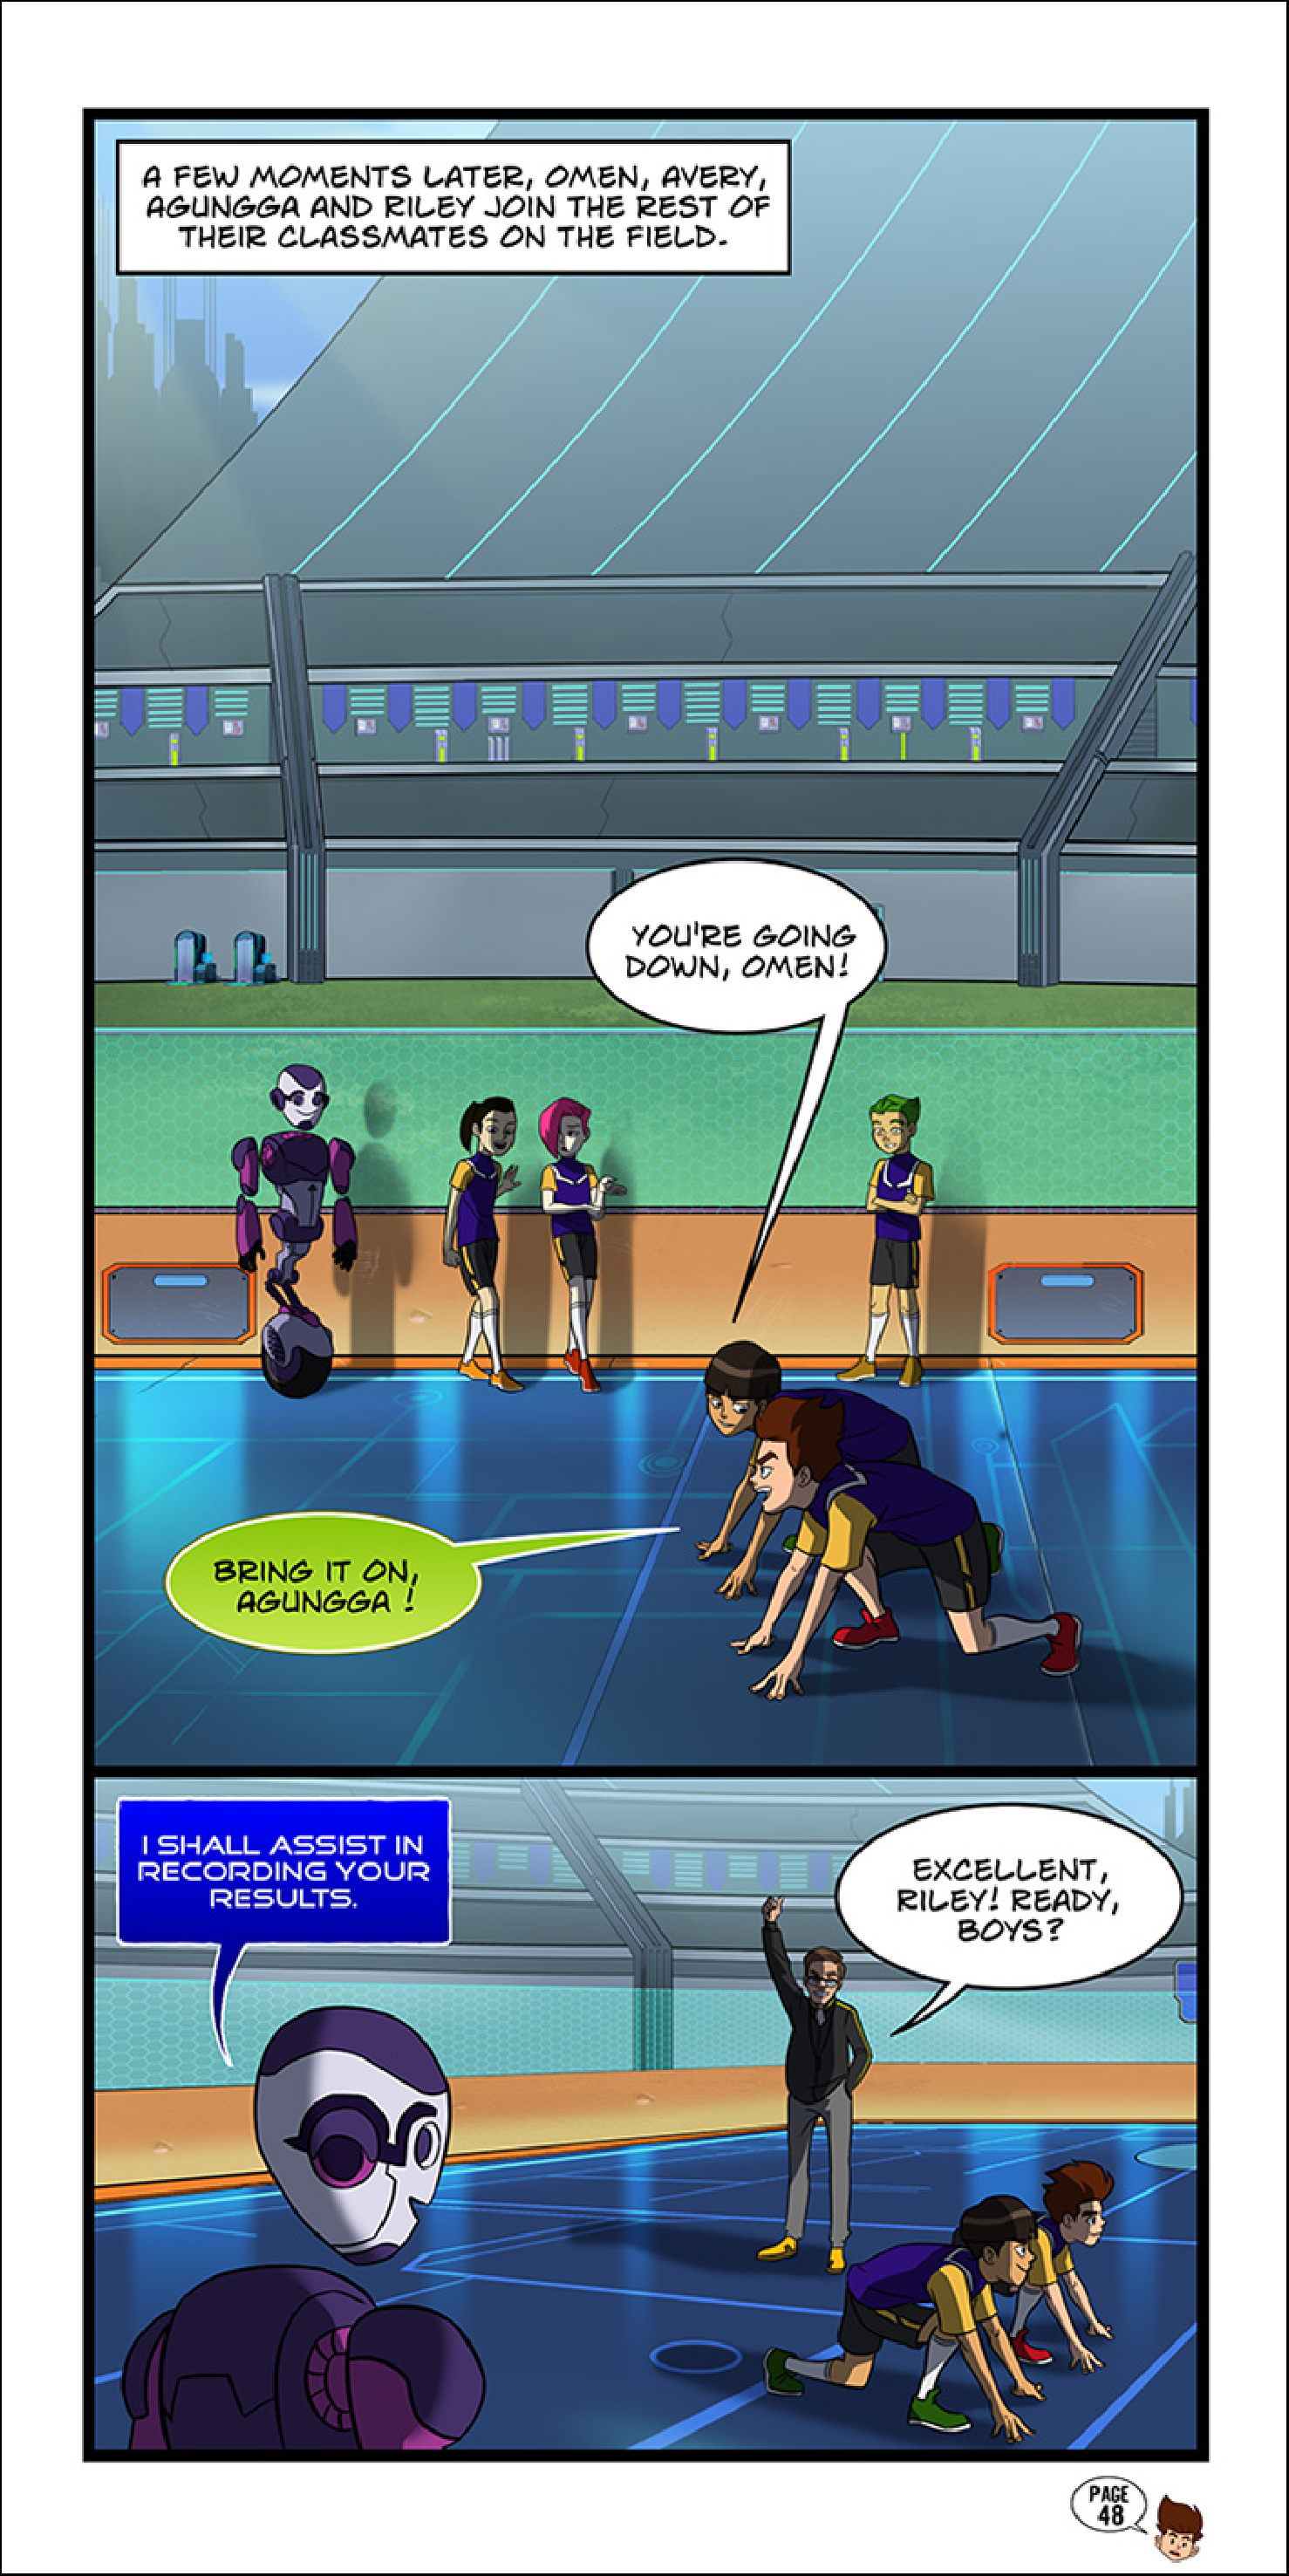 A FEW MOMENTS LATER, OMEN, AVERY,
AGUNGGA AND RILEY JOIN THE REST OF
THEIR CLASSMATES ON THE FIELD.
YOU'RE GOING
DOWN, OMEN!
BRING IT ON,
AGUNGGA !
I SHALL ASSIST IN
RECORDING YOUR
RESULTS.
EXCELLENT,
RILEY! READY,
BOYS?
PAGE
48